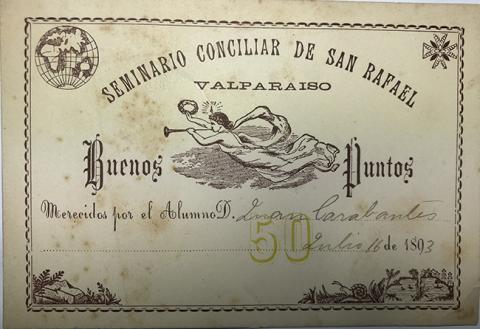 SEMINARIO CONCILIAR DE SAN RAFAEL
VALPARAISO
Buenos Puntos
Merecidos por el Alumno D. Juan Carabantes
50
Julio 16 de 1893